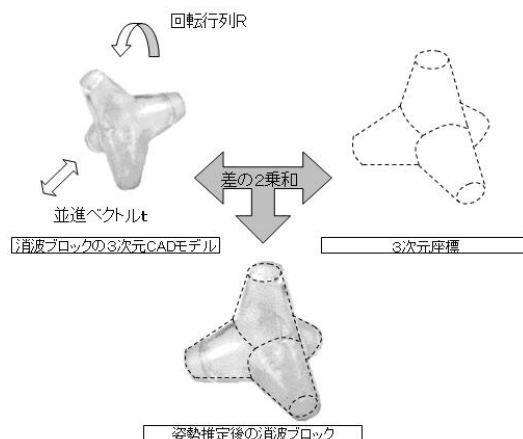 回転行列R
差の2乗和
並進ベクトルt
消波ブロックの3次元CADモデル
3次元座標
姿勢推定後の消波ブロック